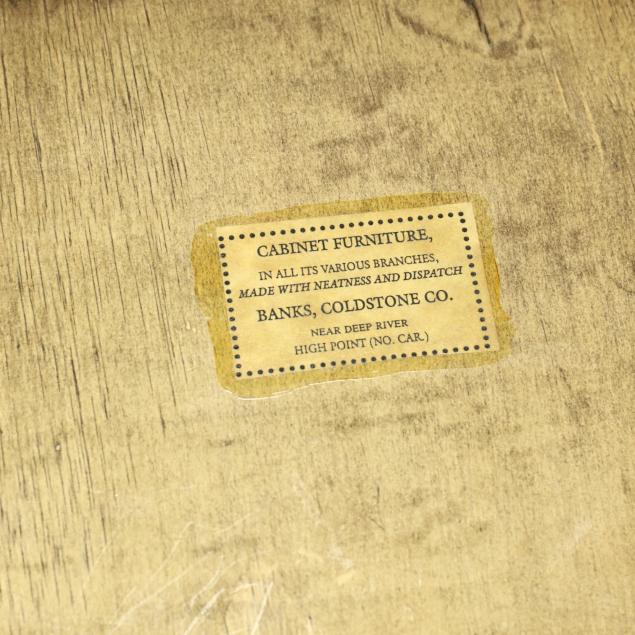 CABINET FURNITURE,
IN ALL ITS VARIOUS BRANCHES,
MADE WITH NEATNESS AND DISPATCH
BANKS, COLDSTONE CO.
NEAR DEEP RIVER
HIGH POINT (NO. CAR.)